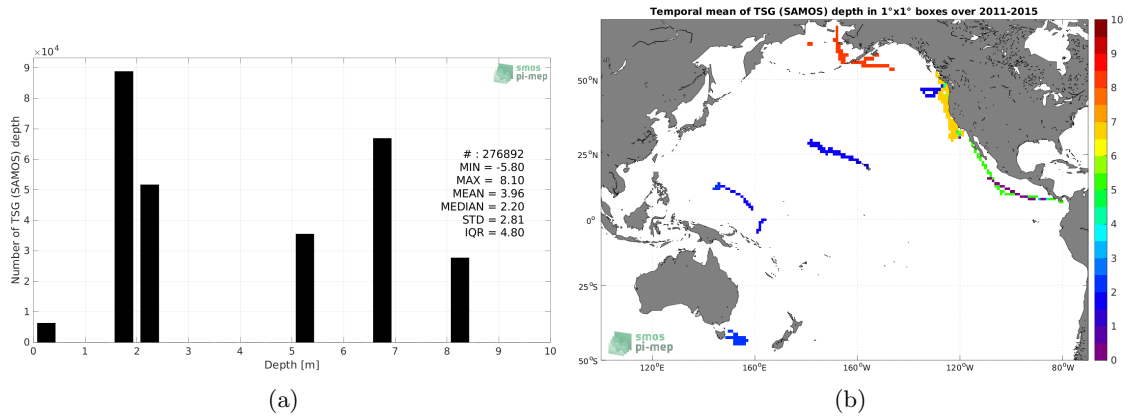 ×10⁴
9
8
7
6
5
4
3
2
1
0
Number of TSG (SAMOS) depth
smos
pi-mep
# : 276892
MIN = -5.80
MAX = 8.10
MEAN = 3.96
MEDIAN = 2.20
STD = 2.81
IQR = 4.80
0 1 2 3 4 5 6 7 8 9 10
Depth [m]
(a)
Temporal mean of TSG (SAMOS) depth in 1°x1° boxes over 2011-2015
50°N
25°N
0°
25°S
50°S
120°E 160°E 160°W 120°W 80°W
smos
pi-mep
10
9
8
7
6
5
4
3
2
1
0
(b)